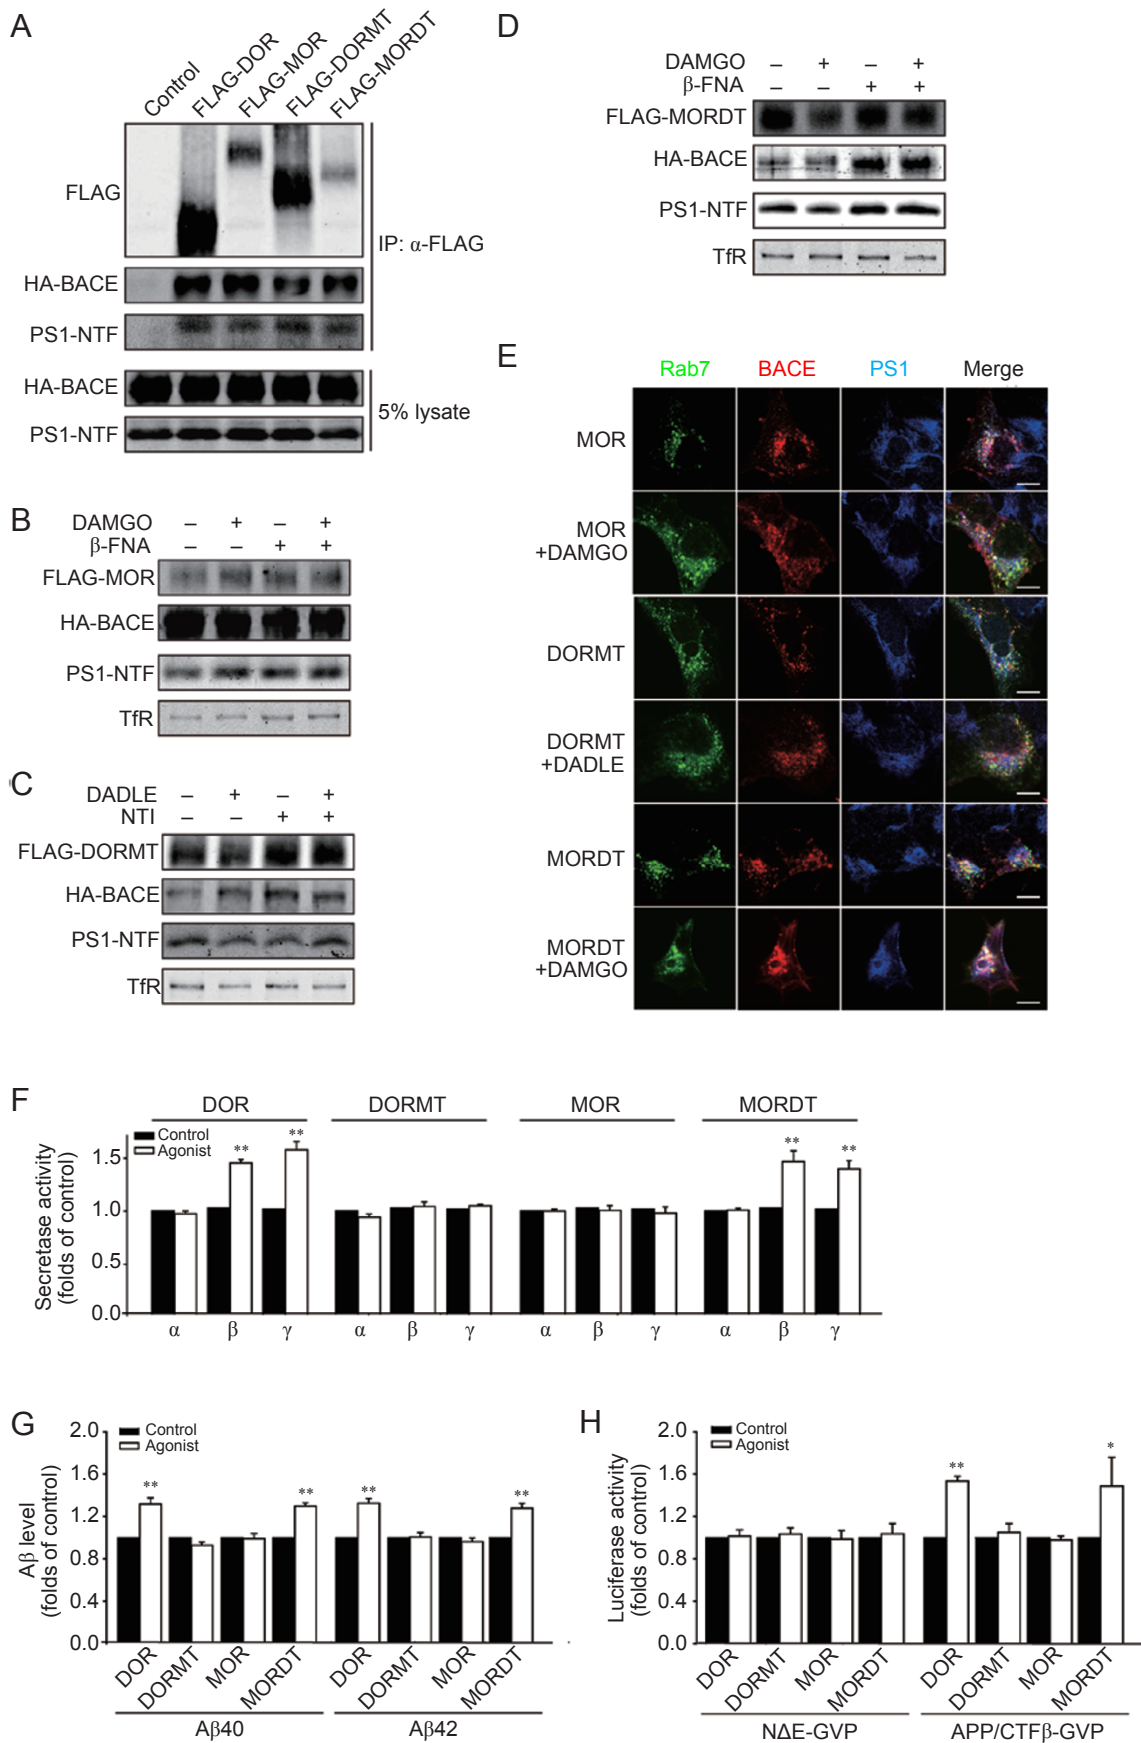 A
Control
FLAG-DOR
FLAG-MOR
FLAG-DORMT
FLAG-MORDT
FLAG
HA-BACE
PS1-NTF
IP: α-FLAG
HA-BACE
PS1-NTF
5% lysate
B
DAMGO – + – +
β-FNA – – + +
FLAG-MOR
HA-BACE
PS1-NTF
TfR
C
DADLE – + – +
NTI – – + +
FLAG-DORMT
HA-BACE
PS1-NTF
TfR
D
DAMGO – + – +
β-FNA – – + +
FLAG-MORDT
HA-BACE
PS1-NTF
TfR
E
Rab7 BACE PS1 Merge
MOR
MOR
+DAMGO
DORMT
DORMT
+DADLE
MORDT
MORDT
+DAMGO
F
DOR DORMT MOR MORDT
Control
Agonist
Secretase activity
(folds of control)
1.5
1.0
0.5
0.0
** ** ** **
α β γ α β γ α β γ α β γ
G
Control
Agonist
Aβ level
(folds of control)
2.0
1.6
1.2
0.8
0.4
0.0
** ** ** **
DOR DORMT MOR MORDT DOR DORMT MOR MORDT
Aβ40 Aβ42
H
Control
Agonist
Luciferase activity
(folds of control)
2.0
1.6
1.2
0.8
0.4
0.0
** *
DOR DORMT MOR MORDT DOR DORMT MOR MORDT
NΔE-GVP APP/CTFβ-GVP